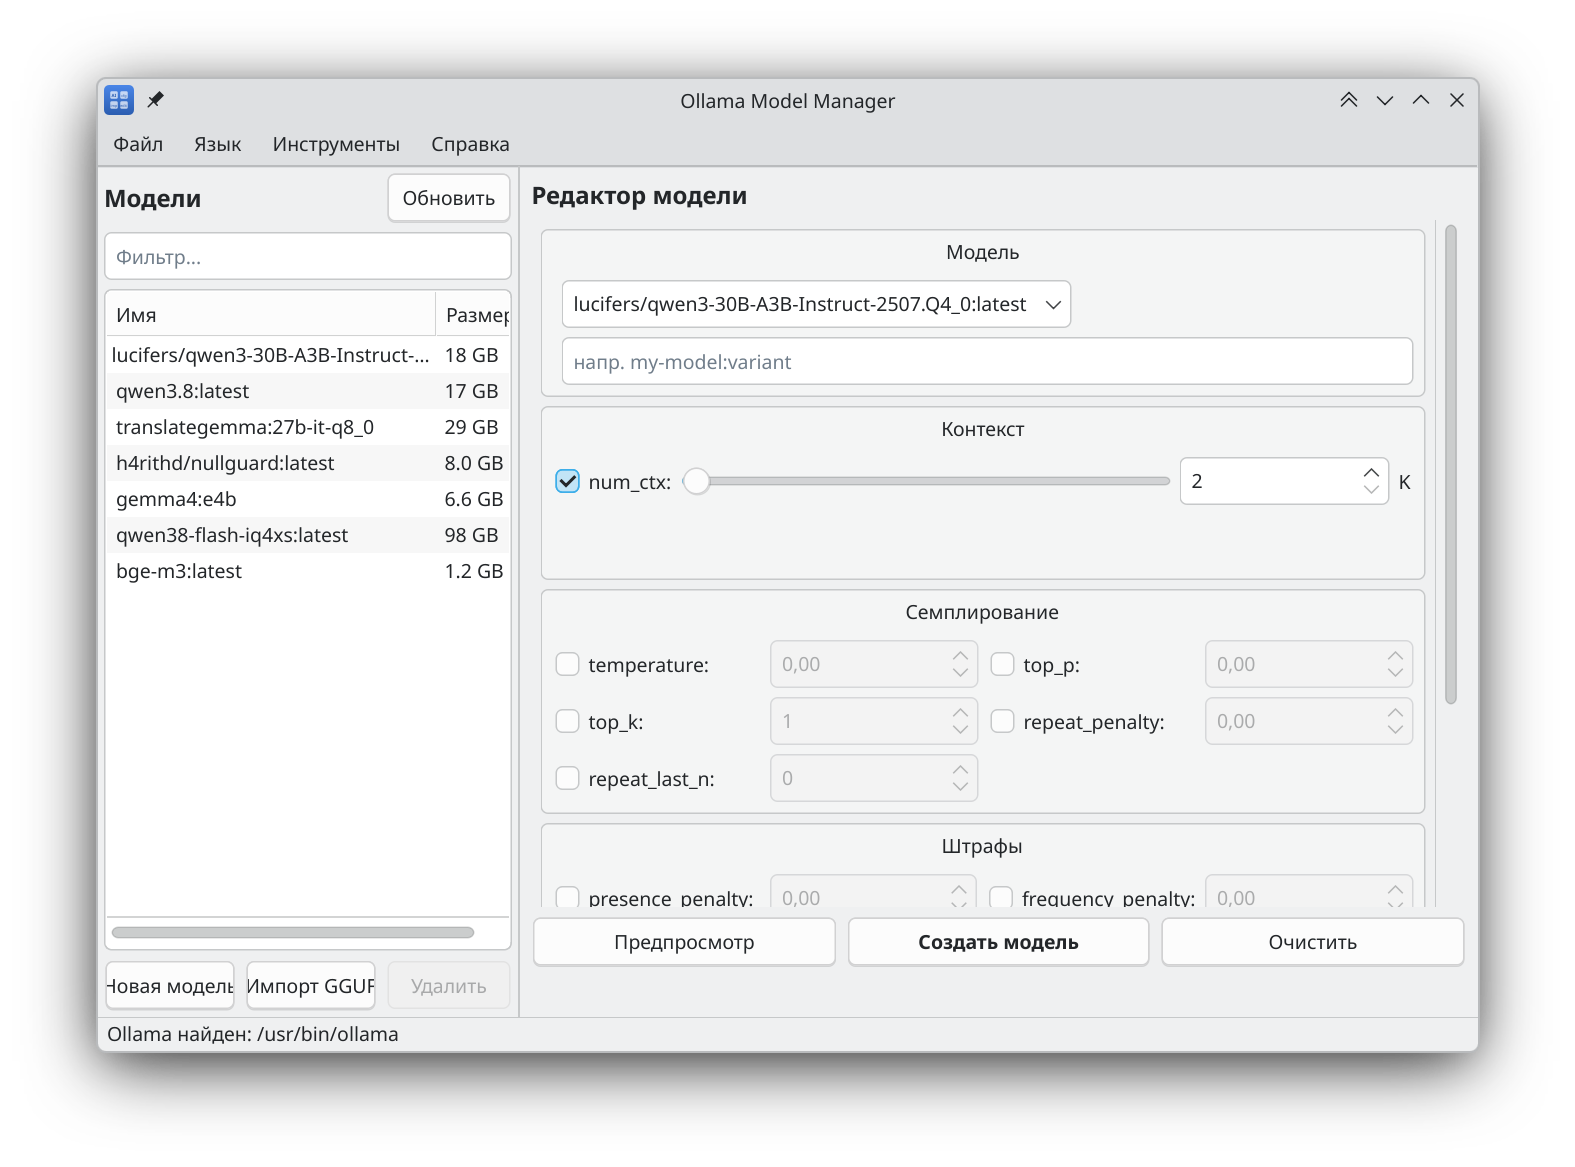 Ollama Model Manager
Файл Язык Инструменты Справка
Модели
Обновить
Фильтр...
Имя Размер
lucifers/qwen3-30B-A3B-Instruct-... 18 GB
qwen3.8:latest 17 GB
translategemma:27b-it-q8_0 29 GB
h4rithd/nullguard:latest 8.0 GB
gemma4:e4b 6.6 GB
qwen38-flash-iq4xs:latest 98 GB
bge-m3:latest 1.2 GB
Новая модель Импорт GGUF Удалить
Редактор модели
Модель
lucifers/qwen3-30B-A3B-Instruct-2507.Q4_0:latest
напр. my-model:variant
Контекст
num_ctx: 2 K
Семплирование
temperature: 0,00 top_p: 0,00
top_k: 1 repeat_penalty: 0,00
repeat_last_n: 0
Штрафы
presence_penalty: 0,00 frequency_penalty: 0,00
Предпросмотр Создать модель Очистить
Ollama найден: /usr/bin/ollama